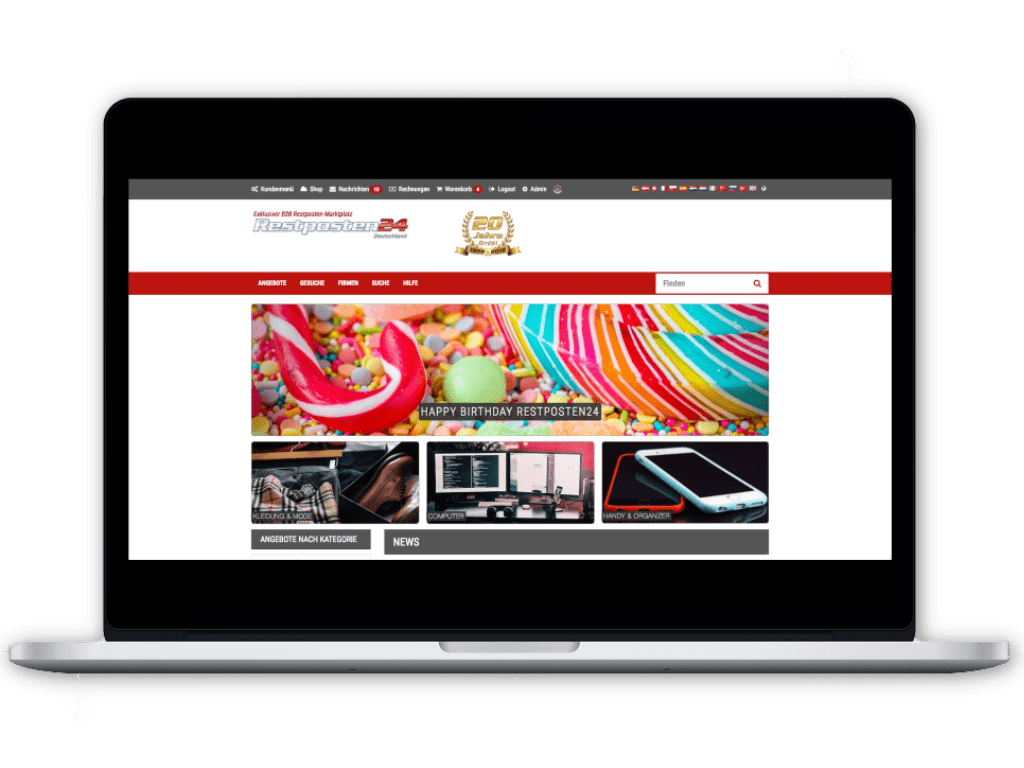 Kundenmenü Shop Nachrichten 10 Rechnungen Warenkorb 4 Logout Admin
Exklusiver B2B Restposten-Marktplatz
Restposten24
Deutschland
20
Jahre
GmbH
ANGEBOTE GESUCHE FIRMEN SUCHE HILFE
Finden
HAPPY BIRTHDAY RESTPOSTEN24
KLEIDUNG & MODE
COMPUTER
HANDY & ORGANIZER
ANGEBOTE NACH KATEGORIE
NEWS